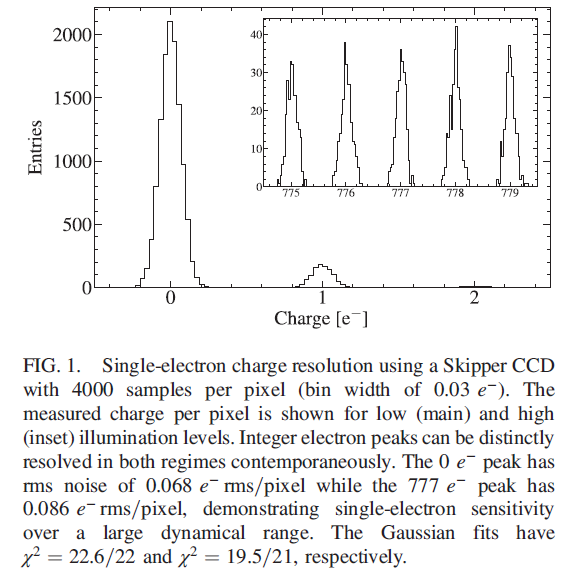 2000
1500
1000
500
0
Entries
40
30
20
10
0
775 776 777 778 779
0 1 2
Charge [e⁻]
FIG. 1. Single-electron charge resolution using a Skipper CCD
with 4000 samples per pixel (bin width of 0.03 e⁻). The
measured charge per pixel is shown for low (main) and high
(inset) illumination levels. Integer electron peaks can be distinctly
resolved in both regimes contemporaneously. The 0 e⁻ peak has
rms noise of 0.068 e⁻ rms/pixel while the 777 e⁻ peak has
0.086 e⁻ rms/pixel, demonstrating single-electron sensitivity
over a large dynamical range. The Gaussian fits have
χ² = 22.6/22 and χ² = 19.5/21, respectively.